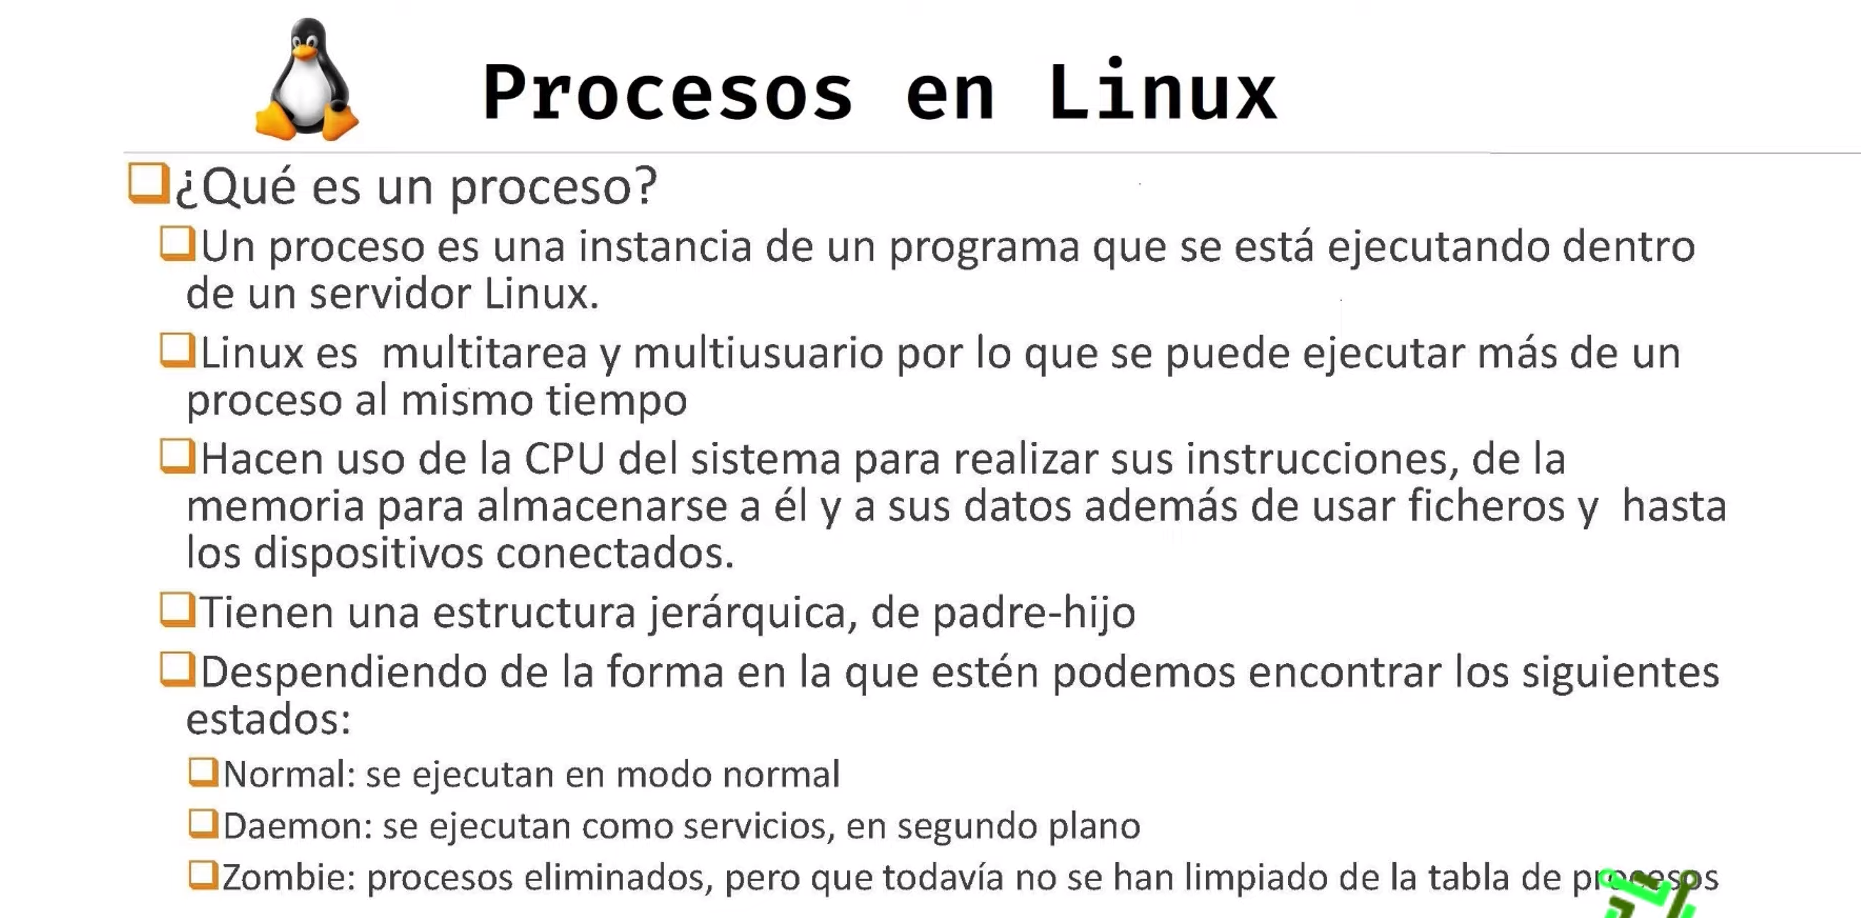 Procesos en Linux
¿Qué es un proceso?
Un proceso es una instancia de un programa que se está ejecutando dentro
de un servidor Linux.
Linux es  multitarea y multiusuario por lo que se puede ejecutar más de un
proceso al mismo tiempo
Hacen uso de la CPU del sistema para realizar sus instrucciones, de la
memoria para almacenarse a él y a sus datos además de usar ficheros y  hasta
los dispositivos conectados.
Tienen una estructura jerárquica, de padre-hijo
Despendiendo de la forma en la que estén podemos encontrar los siguientes
estados:
Normal: se ejecutan en modo normal
Daemon: se ejecutan como servicios, en segundo plano
Zombie: procesos eliminados, pero que todavía no se han limpiado de la tabla de procesos